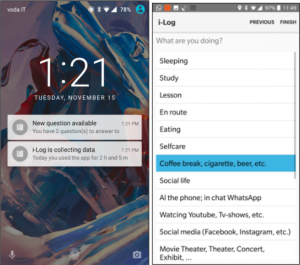 voda IT
78%
1:21
TUESDAY, NOVEMBER 15
New question available
1:21 PM
You have 2 question(s) to answer to
i-Log is collecting data
1:21 PM
Today you used the app for 2 h and 5 m
67% 11:49
i-Log
PREVIOUS
FINISH
What are you doing?
Sleeping
Study
Lesson
En route
Eating
Selfcare
Coffee break, cigarette, beer, etc.
Social life
Al the phone; in chat WhatsApp
Watcing Youtube, Tv-shows, etc.
Social media (Facebook, Instagram, etc.)
Movie Theater, Theater, Concert,
Exhibit, ...